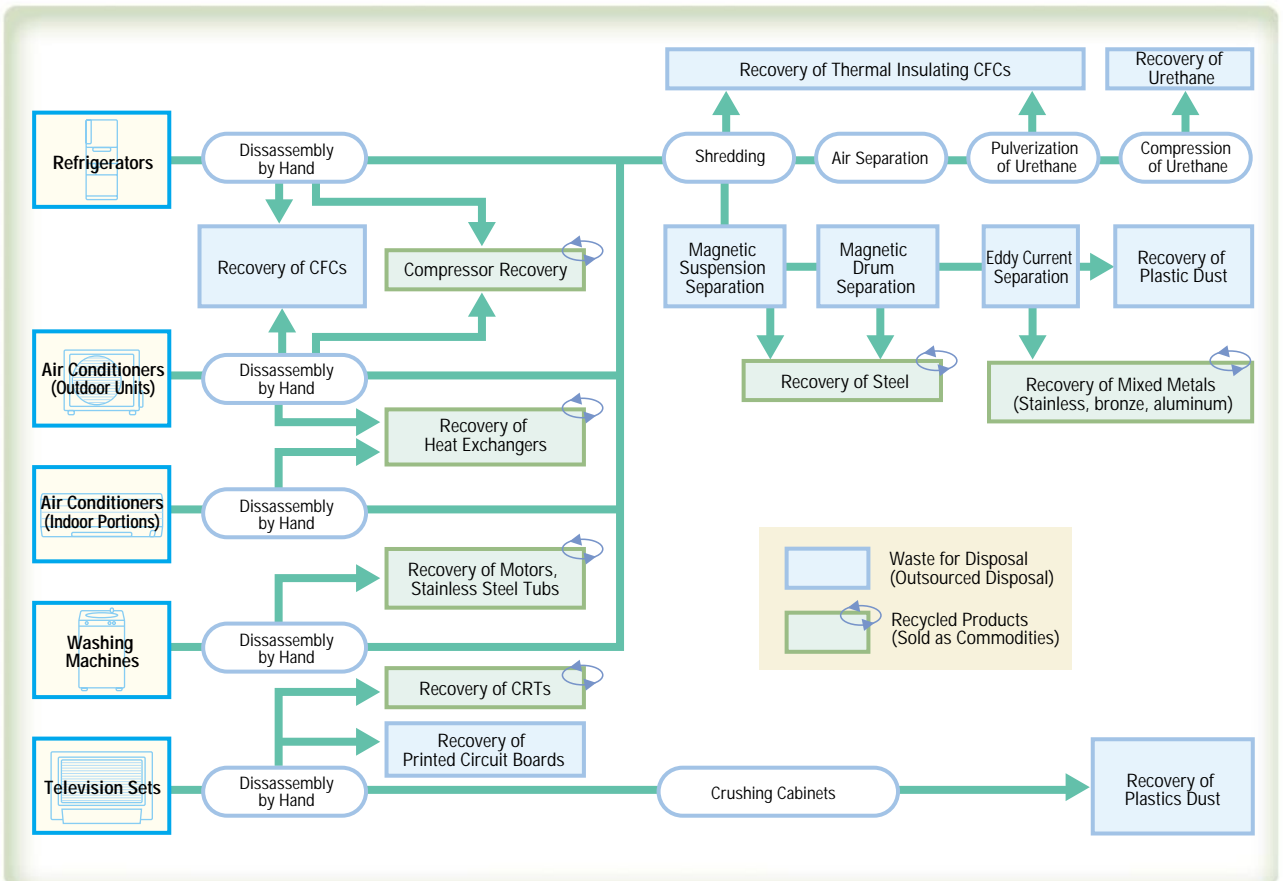 Recovery of Thermal Insulating CFCs
Recovery of
Urethane
Refrigerators
Disassembly
by Hand
Shredding
Air Separation
Pulverization
of Urethane
Compression
of Urethane
Recovery of CFCs
Compressor Recovery
Magnetic
Suspension
Separation
Magnetic
Drum
Separation
Eddy Current
Separation
Recovery of
Plastic Dust
Air Conditioners
(Outdoor Units)
Disassembly
by Hand
Recovery of Steel
Recovery of Mixed Metals
(Stainless, bronze, aluminum)
Recovery of
Heat Exchangers
Air Conditioners
(Indoor Portions)
Disassembly
by Hand
Recovery of Motors,
Stainless Steel Tubs
Waste for Disposal
(Outsourced Disposal)
Recycled Products
(Sold as Commodities)
Washing
Machines
Disassembly
by Hand
Recovery of CRTs
Recovery of
Printed Circuit Boards
Television Sets
Disassembly
by Hand
Crushing Cabinets
Recovery of
Plastics Dust